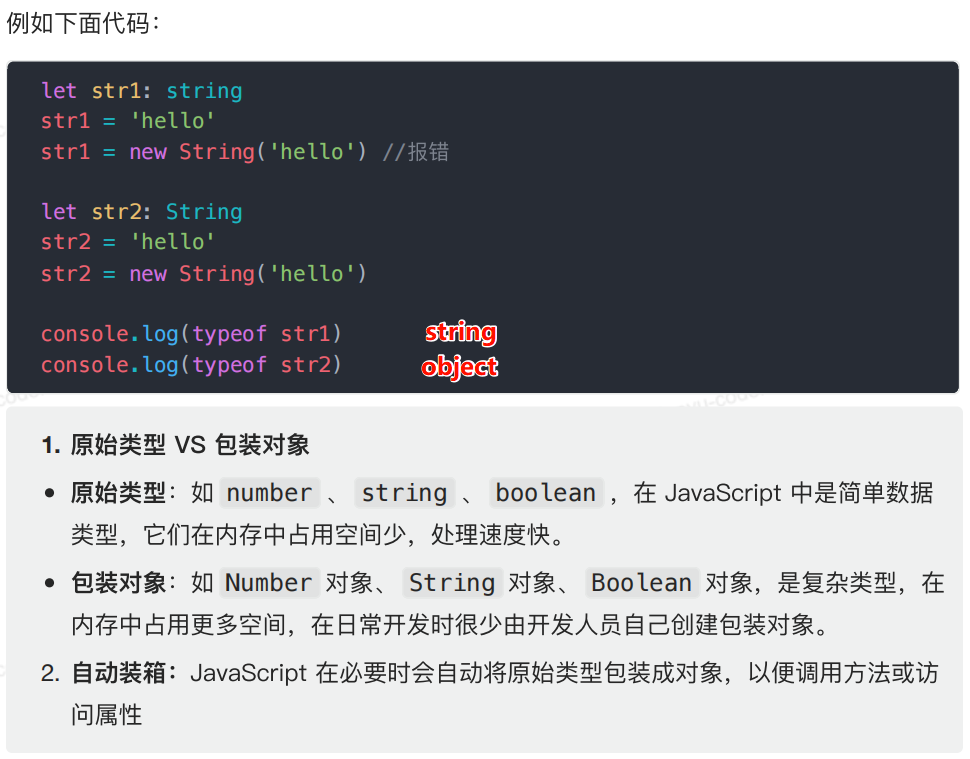 例如下面代码：
let str1: string
str1 = 'hello'
str1 = new String('hello') //报错
let str2: String
str2 = 'hello'
str2 = new String('hello')
console.log(typeof str1) string
console.log(typeof str2) object
1. 原始类型 VS 包装对象
• 原始类型：如 number 、 string 、 boolean ，在 JavaScript 中是简单数据
类型，它们在内存中占用空间少，处理速度快。
• 包装对象：如 Number 对象、 String 对象、 Boolean 对象，是复杂类型，在
内存中占用更多空间，在日常开发时很少由开发人员自己创建包装对象。
2. 自动装箱：JavaScript 在必要时会自动将原始类型包装成对象，以便调用方法或访
问属性